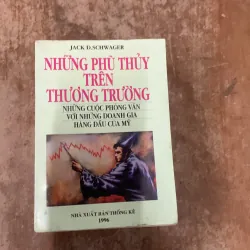 JACK D.SCHWAGER
NHỮNG PHÙ THỦY
TRÊN
THƯƠNG TRƯỜNG
NHỮNG CUỘC PHỎNG VẤN
VỚI NHỮNG DOANH GIA
HÀNG ĐẦU CỦA MỸ
NHÀ XUẤT BẢN THỐNG KÊ
1996